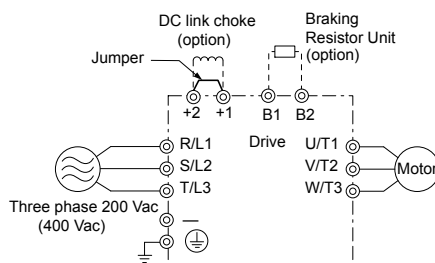 DC link choke
(option)
Braking
Resistor Unit
(option)
Jumper
+2 +1 B1 B2
R/L1 Drive U/T1
S/L2 V/T2 Motor
T/L3 W/T3
Three phase 200 Vac
(400 Vac)